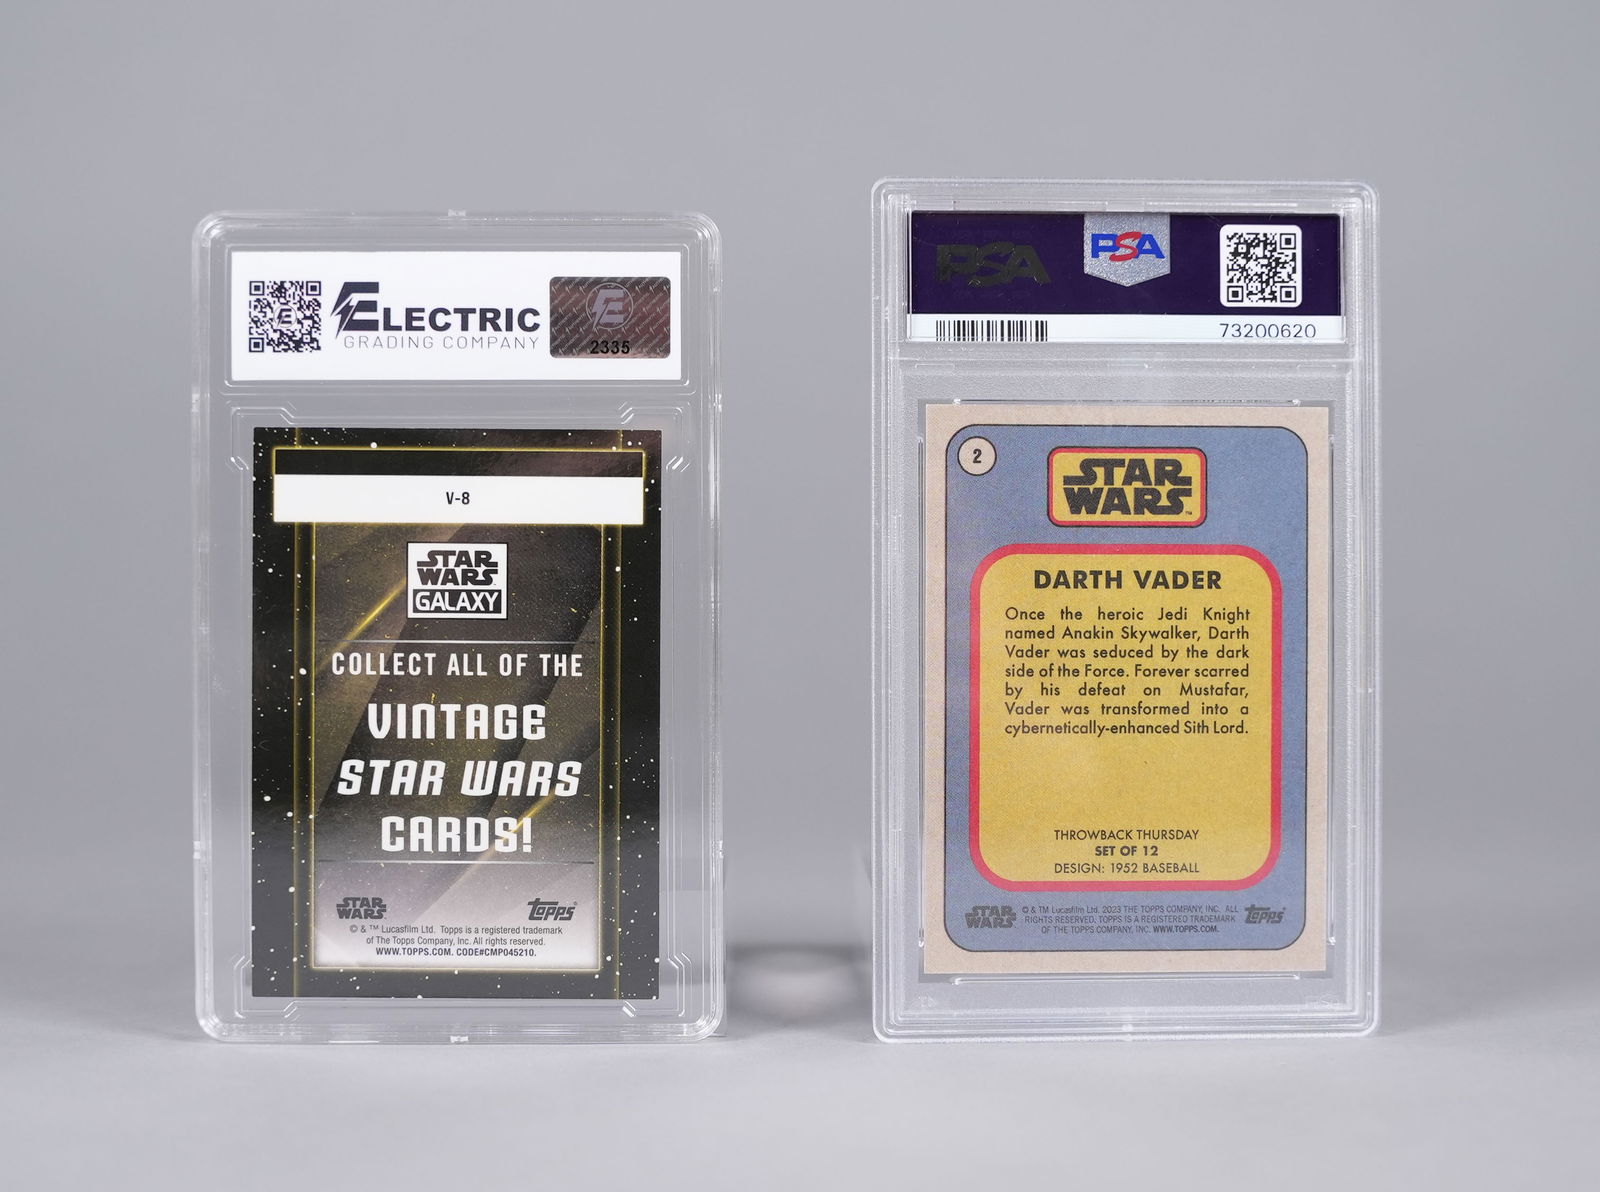 ELECTRIC
GRADING COMPANY
2335
V-8
STAR
WARS
GALAXY
COLLECT ALL OF THE
VINTAGE
STAR WARS
CARDS!
STAR
WARS
topps
© & ™ Lucasfilm Ltd. Topps is a registered trademark
of The Topps Company, Inc. All rights reserved.
WWW.TOPPS.COM. CODE#CMP045210.
PSA
PSA
73200620
2
STAR
WARS™
DARTH VADER
Once the heroic Jedi Knight
named Anakin Skywalker, Darth
Vader was seduced by the dark
side of the Force. Forever scarred
by his defeat on Mustafar,
Vader was transformed into a
cybernetically-enhanced Sith Lord.
THROWBACK THURSDAY
SET OF 12
DESIGN: 1952 BASEBALL
STAR
WARS
© & TM Lucasfilm Ltd. 2023 THE TOPPS COMPANY, INC. ALL
RIGHTS RESERVED. TOPPS IS A REGISTERED TRADEMARK
OF THE TOPPS COMPANY, INC. WWW.TOPPS.COM.
topps